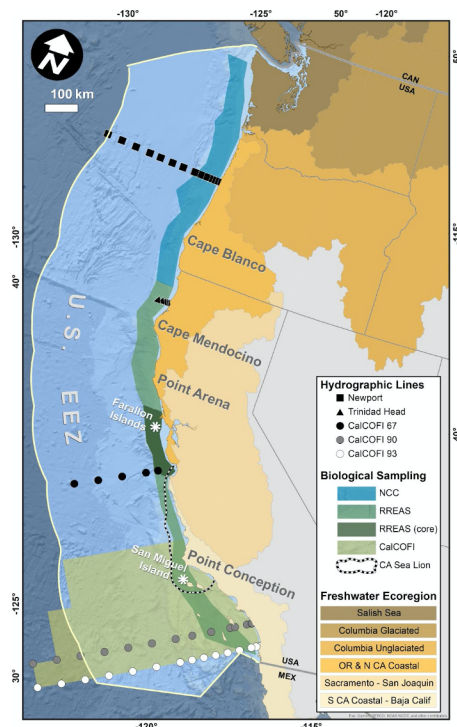 -130°
-125°
50°
-120°
N
100 km
50°
CAN
USA
-115°
-130°
40°
Cape Blanco
U.S. EEZ
Cape Mendocino
Point Arena
Farallon
Islands
40°
Hydrographic Lines
Newport
Trinidad Head
CalCOFI 67
CalCOFI 90
CalCOFI 93
Biological Sampling
NCC
RREAS
RREAS (core)
CalCOFI
CA Sea Lion
Point Conception
San Miguel
Island
-125°
Freshwater Ecoregion
Salish Sea
Columbia Glaciated
Columbia Unglaciated
OR & N CA Coastal
Sacramento - San Joaquin
S CA Coastal - Baja Calif
USA
MEX
30°
-120°
-115°